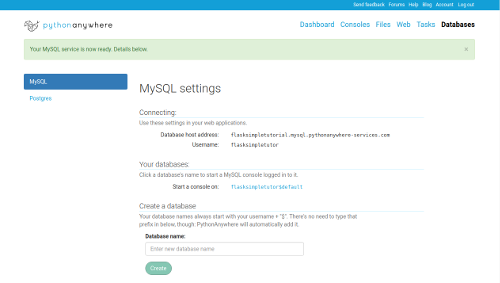 Send feedback Forums Help Blog Account Log out
pythonanywhere
Dashboard Consoles Files Web Tasks Databases
Your MySQL service is now ready. Details below.
×
MySQL
Postgres
MySQL settings
Connecting:
Use these settings in your web applications.
Database host address: flasksimpletutorial.mysql.pythonanywhere-services.com
Username: flasksimpletutor
Your databases:
Click a database's name to start a MySQL console logged in to it.
Start a console on: flasksimpletutor$default
Create a database
Your database names always start with your username + "$". There's no need to type that
prefix in below, though: PythonAnywhere will automatically add it.
Database name:
Enter new database name
Create